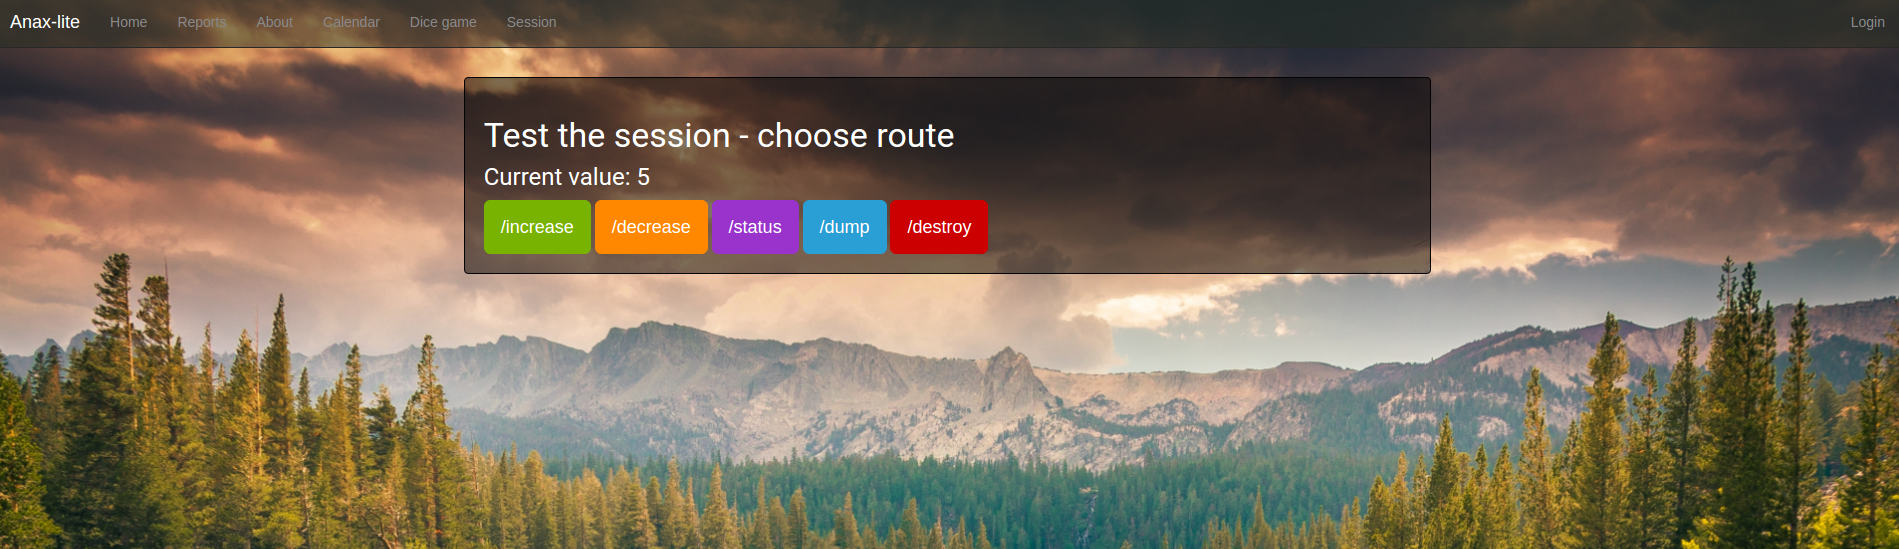 Anax-lite Home Reports About Calendar Dice game Session Login
Test the session - choose route
Current value: 5
/increase /decrease /status /dump /destroy